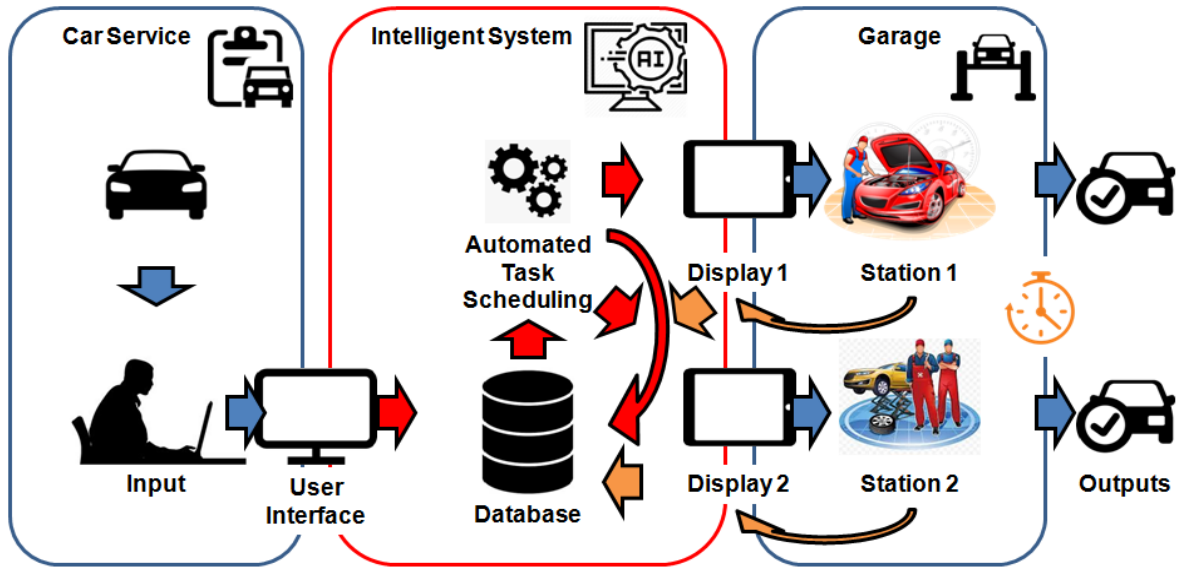 Car Service
Intelligent System
Garage
AI
Automated
Task
Scheduling
Display 1
Station 1
Input
User
Interface
Database
Display 2
Station 2
Outputs